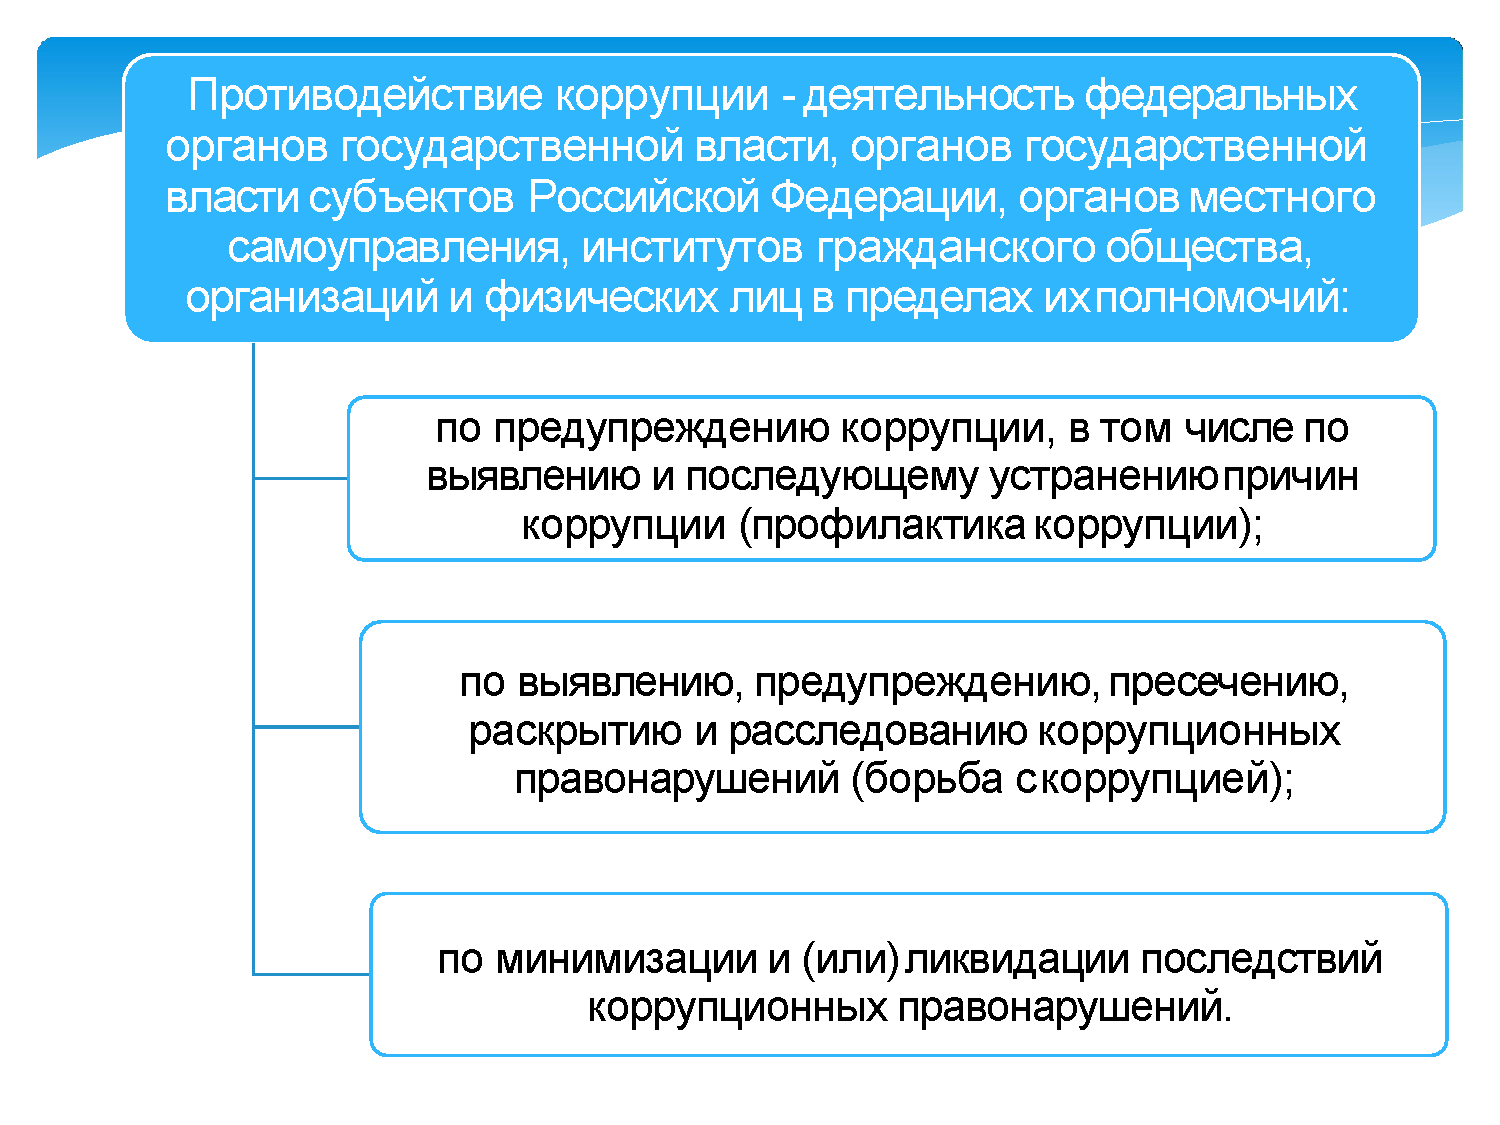 Противодействие коррупции - деятельность федеральных
органов государственной власти, органов государственной
власти субъектов Российской Федерации, органов местного
самоуправления, институтов гражданского общества,
организаций и физических лиц в пределах их полномочий:
по предупреждению коррупции, в том числе по
выявлению и последующему устранению причин
коррупции (профилактика коррупции);
по выявлению, предупреждению, пресечению,
раскрытию и расследованию коррупционных
правонарушений (борьба с коррупцией);
по минимизации и (или) ликвидации последствий
коррупционных правонарушений.